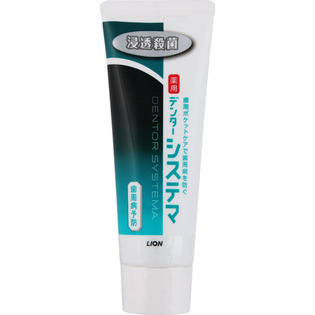 浸透殺菌
歯周ポケットケアで歯周病を防ぐ
薬用
デンターシステマ
DENTOR SYSTEMA
歯周病予防
LION